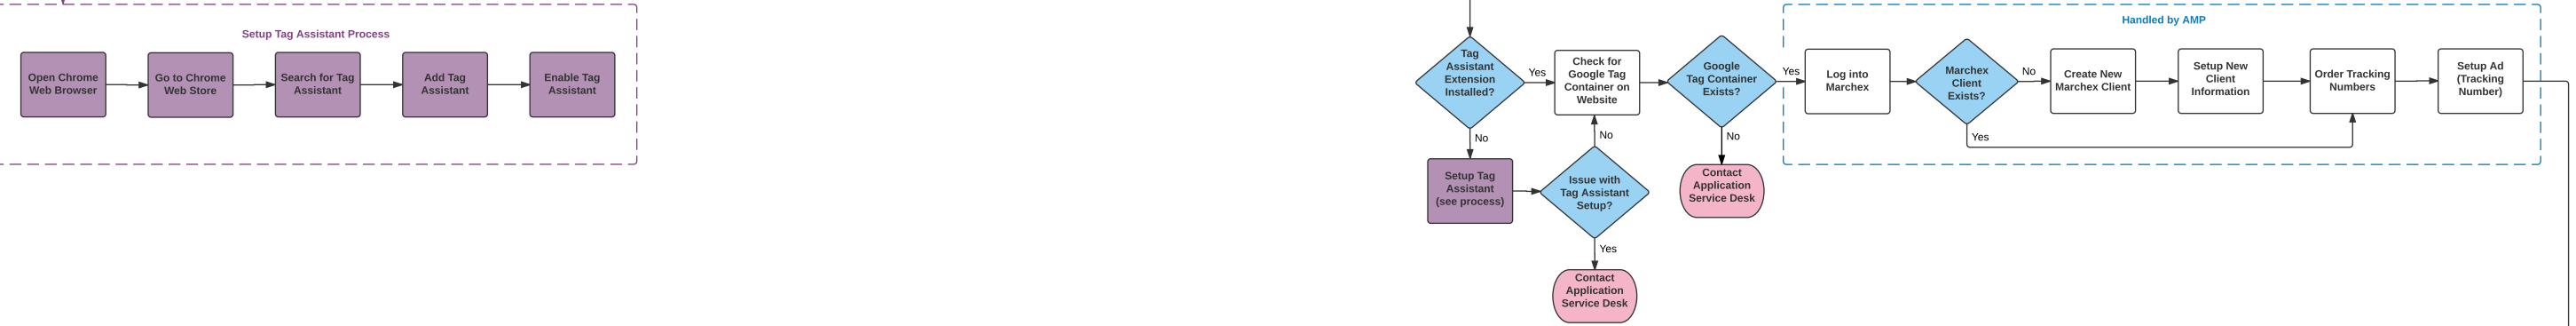 Setup Tag Assistant Process
Open Chrome
Web Browser
Go to Chrome
Web Store
Search for Tag
Assistant
Add Tag
Assistant
Enable Tag
Assistant
Tag
Assistant
Extension
Installed?
Yes
No
Check for
Google Tag
Container on
Website
Google
Tag Container
Exists?
Yes
No
Setup Tag
Assistant
(see process)
No
Issue with
Tag Assistant
Setup?
Yes
Contact
Application
Service Desk
Contact
Application
Service Desk
Handled by AMP
Log into
Marchex
Marchex
Client
Exists?
No
Yes
Create New
Marchex Client
Setup New
Client
Information
Order Tracking
Numbers
Setup Ad
(Tracking
Number)